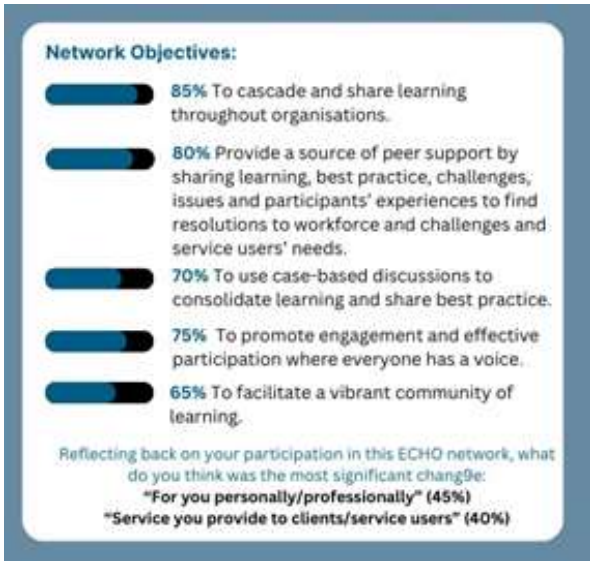 Network Objectives:
85% To cascade and share learning
throughout organisations.
80% Provide a source of peer support by
sharing learning, best practice, challenges,
issues and participants' experiences to find
resolutions to workforce and challenges and
service users' needs.
70% To use case-based discussions to
consolidate learning and share best practice.
75% To promote engagement and effective
participation where everyone has a voice.
65% To facilitate a vibrant community of
learning.
Reflecting back on your participation in this ECHO network, what
do you think was the most significant chang9e:
“For you personally/professionally” (45%)
“Service you provide to clients/service users” (40%)